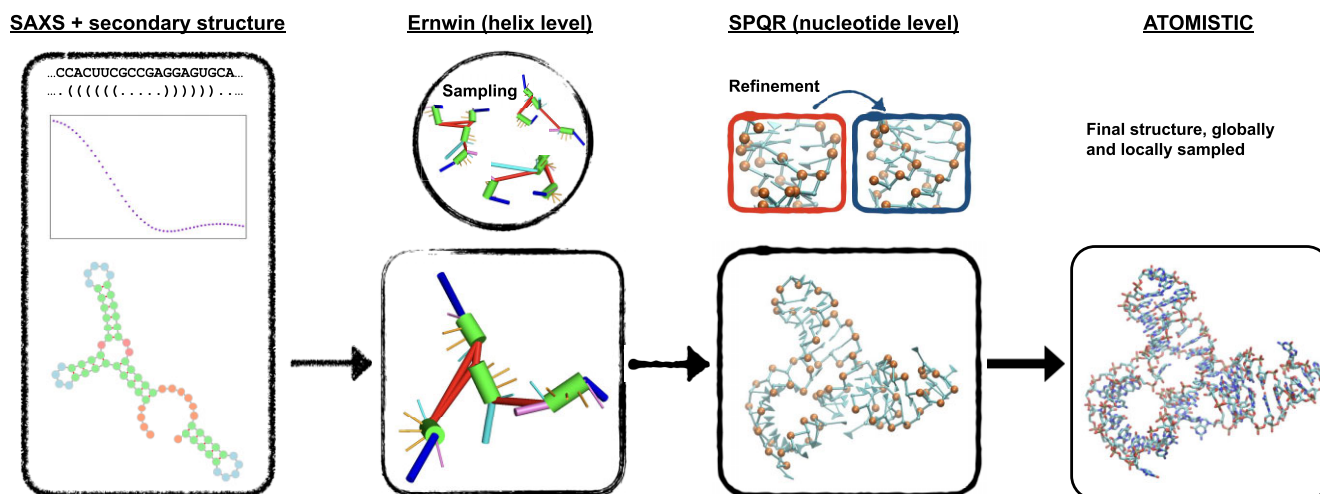 SAXS + secondary structure
Ernwin (helix level)
SPQR (nucleotide level)
ATOMISTIC
...CCACUUCGCCGAGGAGUGCA...
....((((((.....))))))..…
Sampling
Refinement
Final structure, globally
and locally sampled